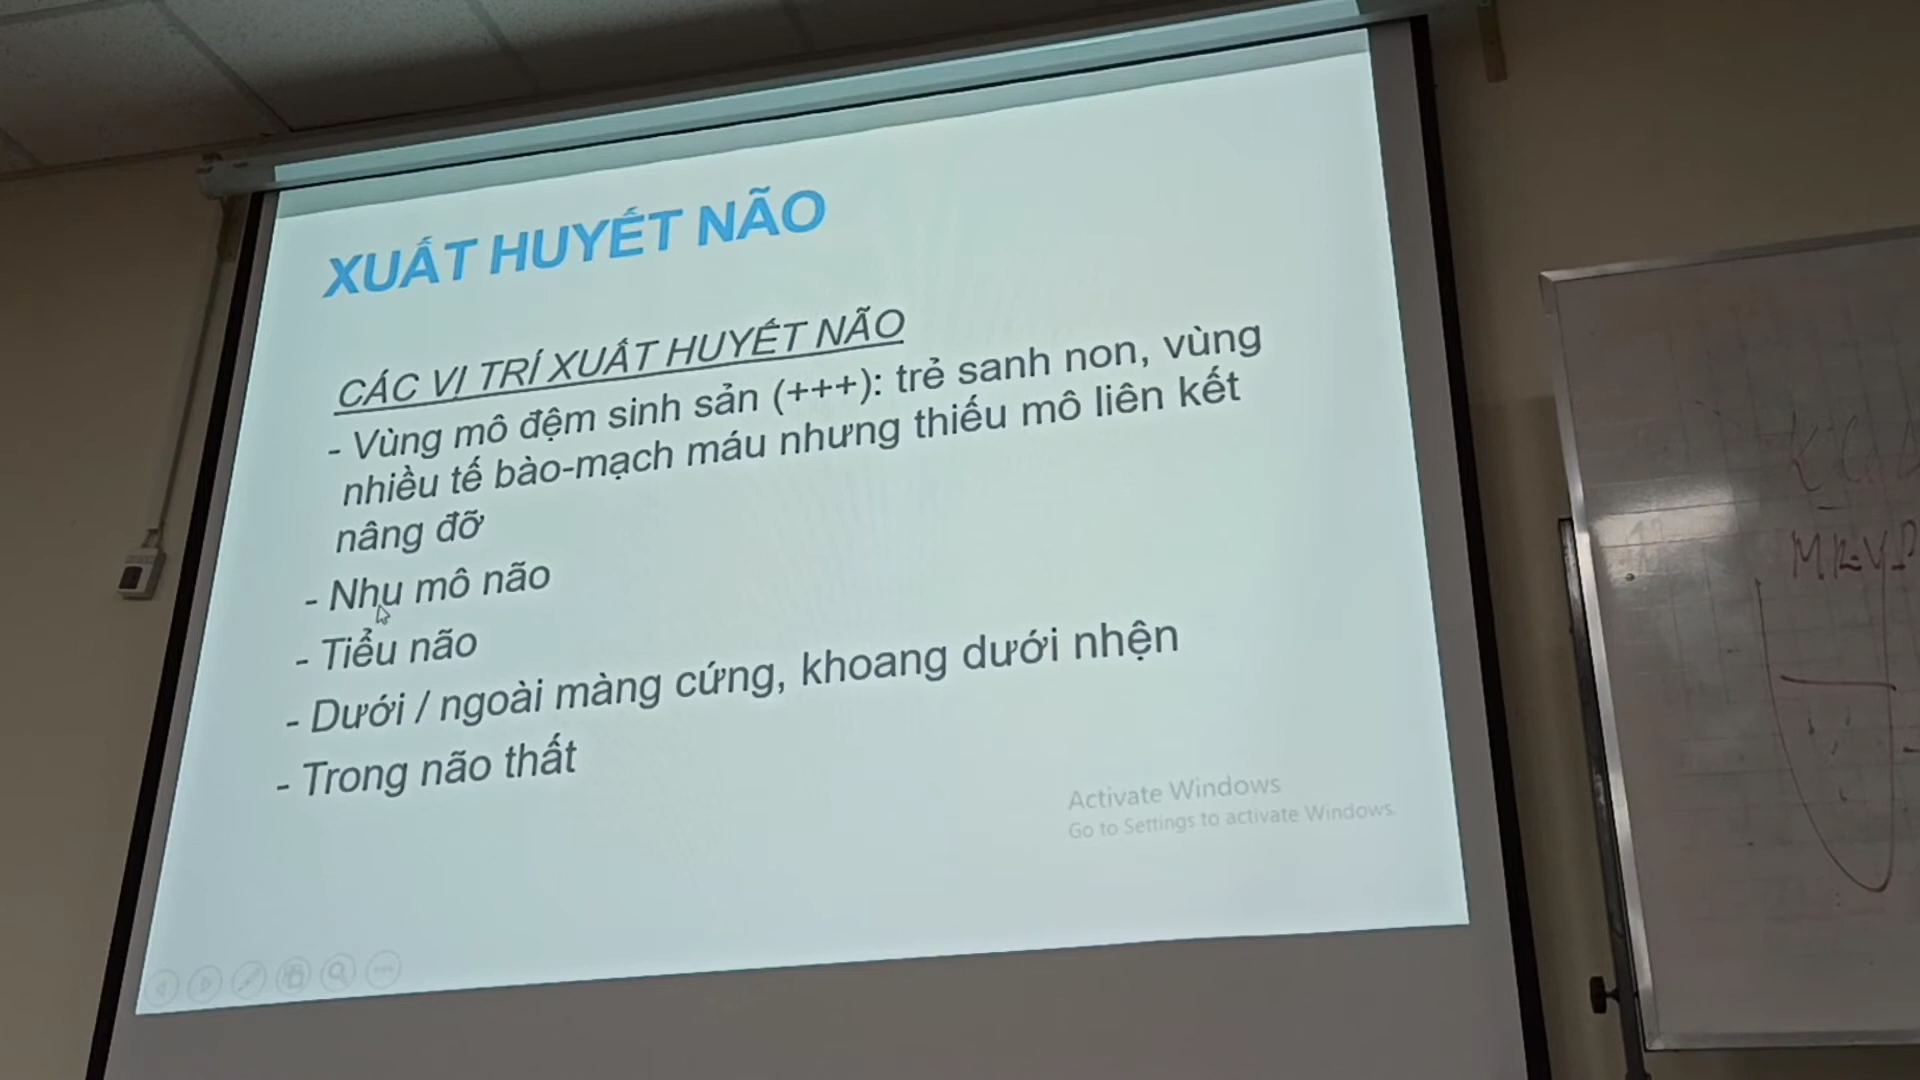 XUẤT HUYẾT NÃO
CÁC VỊ TRÍ XUẤT HUYẾT NÃO
- Vùng mô đệm sinh sản (+++): trẻ sanh non, vùng
nhiều tế bào-mạch máu nhưng thiếu mô liên kết
nâng đỡ
- Nhu mô não
- Tiểu não
- Dưới / ngoài màng cứng, khoang dưới nhện
- Trong não thất
Activate Windows
Go to Settings to activate Windows.